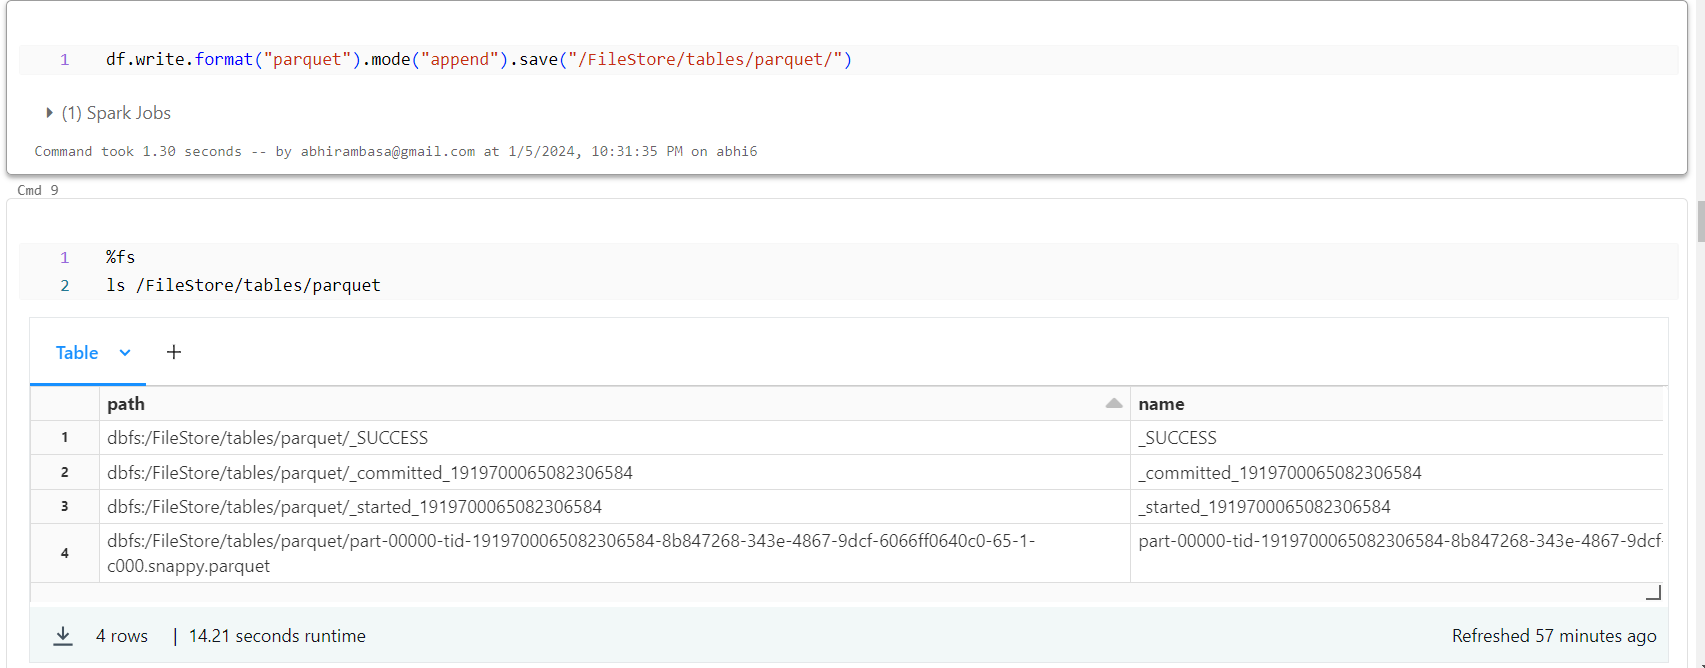 1 df.write.format("parquet").mode("append").save("/FileStore/tables/parquet/")
(1) Spark Jobs
Command took 1.30 seconds -- by abhirambasa@gmail.com at 1/5/2024, 10:31:35 PM on abhi6
Cmd 9
1 %fs
2 ls /FileStore/tables/parquet
Table +
path name
1 dbfs:/FileStore/tables/parquet/_SUCCESS _SUCCESS
2 dbfs:/FileStore/tables/parquet/_committed_1919700065082306584 _committed_1919700065082306584
3 dbfs:/FileStore/tables/parquet/_started_1919700065082306584 _started_1919700065082306584
4 dbfs:/FileStore/tables/parquet/part-00000-tid-1919700065082306584-8b847268-343e-4867-9dcf-6066ff0640c0-65-1- part-00000-tid-1919700065082306584-8b847268-343e-4867-9dcf-
c000.snappy.parquet
4 rows | 14.21 seconds runtime Refreshed 57 minutes ago